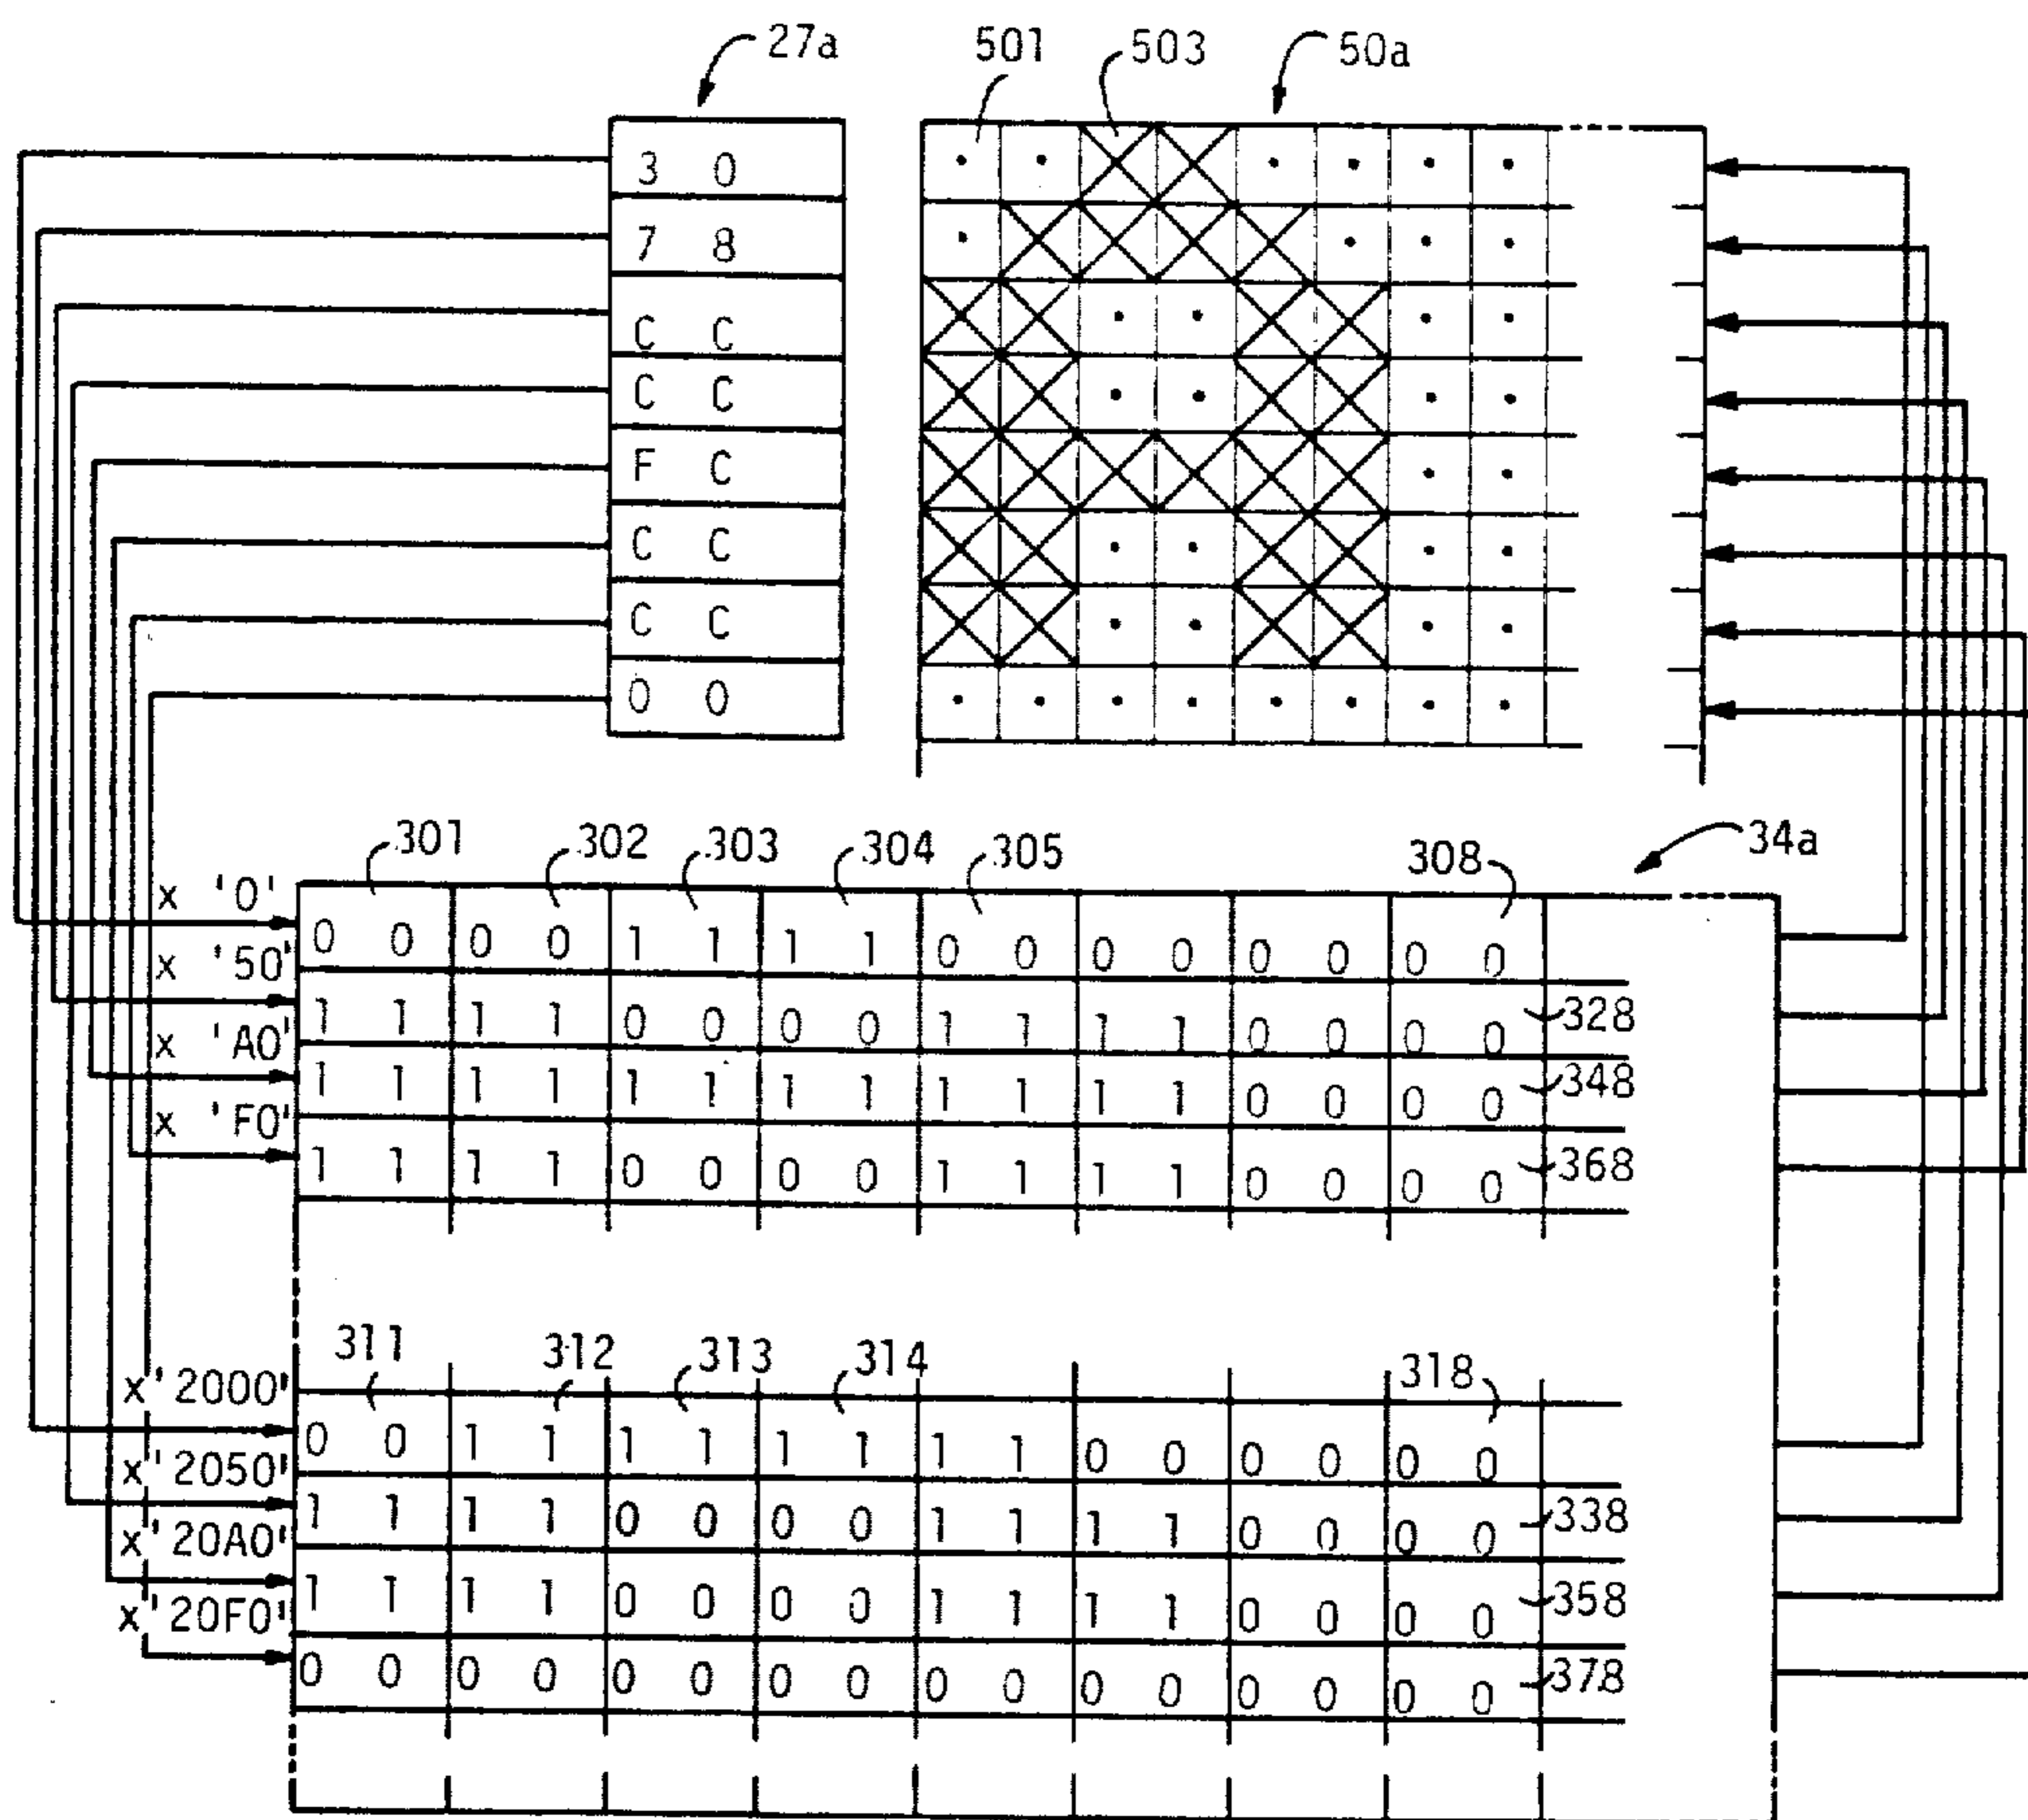 27a 501 503 50a
3 0
7 8
C C
C C
F C
C C
C C
0 0
301 302 303 304 305 308 34a
x '0' 0 0 0 0 1 1 1 1 0 0 0 0 0 0 0 0
x '50' 1 1 1 1 0 0 0 0 1 1 1 1 0 0 0 0 328
x 'A0' 1 1 1 1 1 1 1 1 1 1 1 1 0 0 0 0 348
x 'F0' 1 1 1 1 0 0 0 0 1 1 1 1 0 0 0 0 368
311 312 313 314 318
x'2000' 0 0 1 1 1 1 1 1 1 1 0 0 0 0 0 0
x'2050' 1 1 1 1 0 0 0 0 1 1 1 1 0 0 0 0 338
x'20A0' 1 1 1 1 0 0 0 0 1 1 1 1 0 0 0 0 358
x'20F0' 0 0 0 0 0 0 0 0 0 0 0 0 0 0 0 0 378